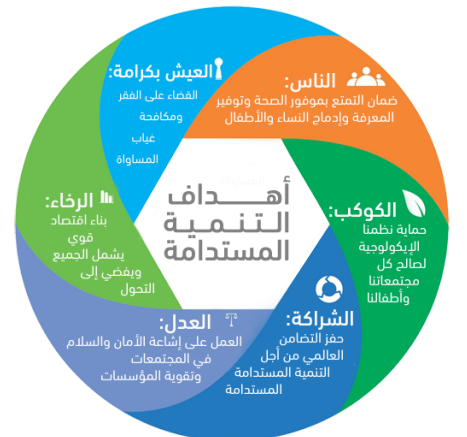 أهـــداف
الـتـنـمـيـة
المستدامة
العيش بكرامة:
القضاء على الفقر
ومكافحة
غياب
المساواة
الناس:
ضمان التمتع بموفور الصحة وتوفير
المعرفة وإدماج النساء والأطفال
الكوكب:
حماية نظمنا
الإيكولوجية
لصالح كل
مجتمعاتنا
وأطفالنا
الشراكة:
حفز التضامن
العالمي من أجل
التنمية المستدامة
المستدامة
العدل:
العمل على إشاعة الأمان والسلام
في المجتمعات
وتقوية المؤسسات
الرخاء:
بناء اقتصاد
قوي
يشمل الجميع
ويفضي إلى
التحول